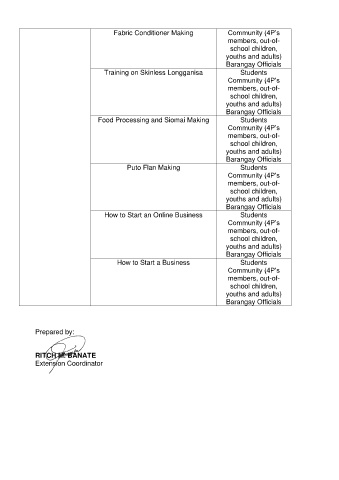 Fabric Conditioner Making
Community (4P's
members, out-of-
school children,
youths and adults)
Barangay Officials
Training on Skinless Longganisa
Students
Community (4P's
members, out-of-
school children,
youths and adults)
Barangay Officials
Food Processing and Siomai Making
Students
Community (4P's
members, out-of-
school children,
youths and adults)
Barangay Officials
Puto Flan Making
Students
Community (4P's
members, out-of-
school children,
youths and adults)
Barangay Officials
How to Start an Online Business
Students
Community (4P's
members, out-of-
school children,
youths and adults)
Barangay Officials
How to Start a Business
Students
Community (4P's
members, out-of-
school children,
youths and adults)
Barangay Officials
Prepared by:
RITCH M. BANATE
Extension Coordinator